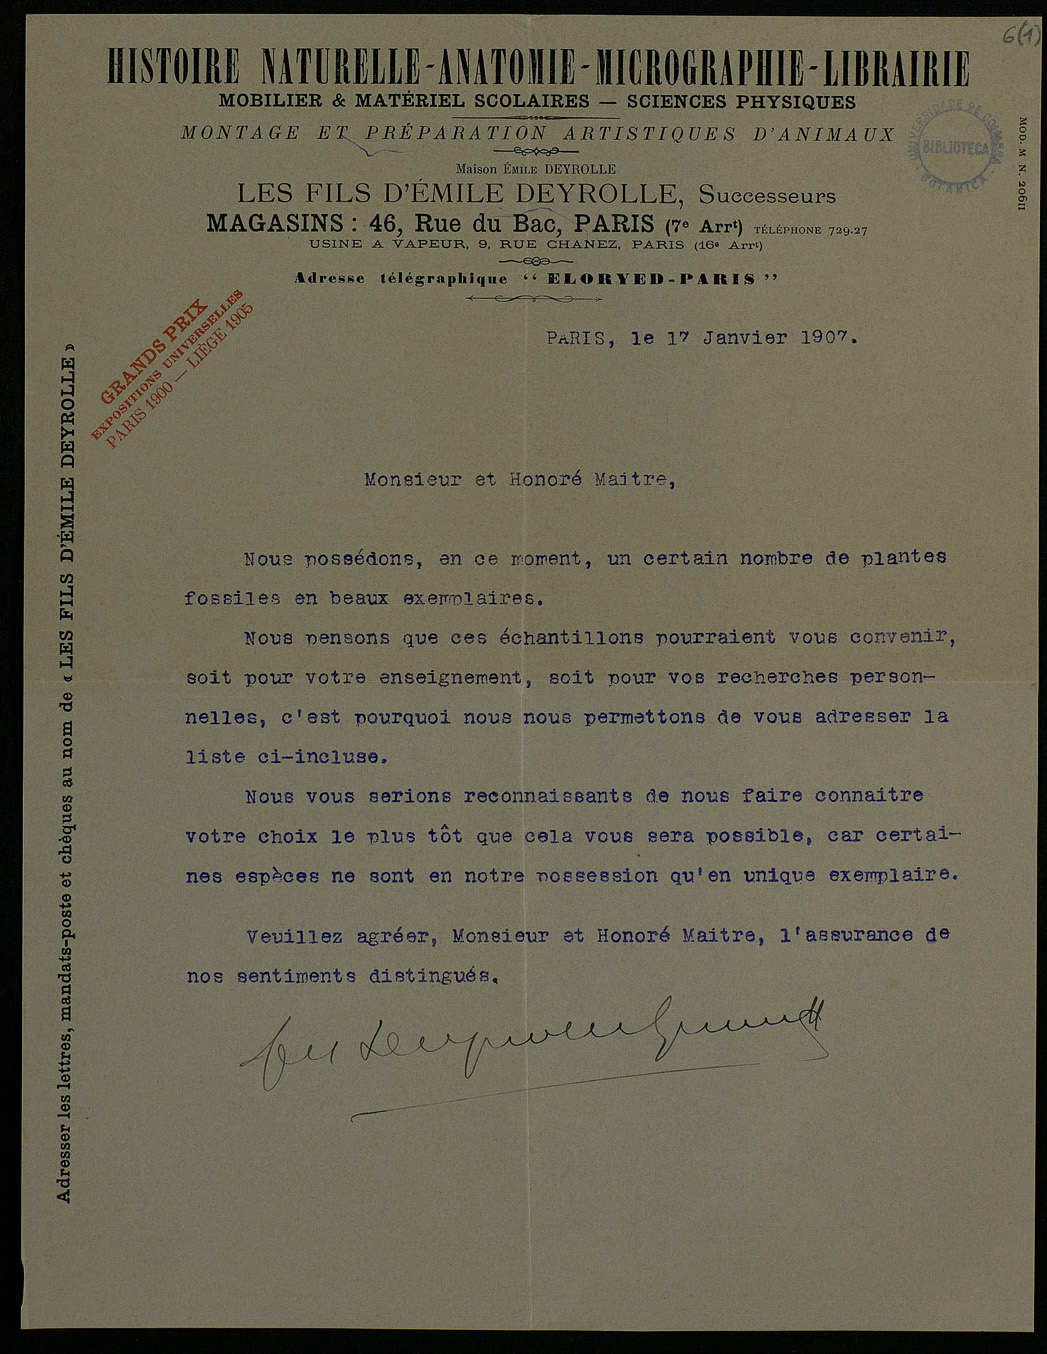 6(1)
HISTOIRE NATURELLE-ANATOMIE-MICROGRAPHIE-LIBRAIRIE
MOBILIER & MATÉRIEL SCOLAIRES — SCIENCES PHYSIQUES
MONTAGE ET PRÉPARATION ARTISTIQUES D'ANIMAUX
UNIVERSIDADE DE COIMBRA
BIBLIOTECA
BOTANICA
MOD. M N. 20611
Maison ÉMILE DEYROLLE
LES FILS D'ÉMILE DEYROLLE, Successeurs
MAGASINS : 46, Rue du Bac, PARIS (7e Arrt) TÉLÉPHONE 729.27
USINE A VAPEUR, 9, RUE CHANEZ, PARIS (16e Arrt)
Adresse télégraphique “ ELORYED-PARIS ”
GRANDS PRIX
EXPOSITIONS UNIVERSELLES
PARIS 1900 — LIÈGE 1905
PARIS, le 17 Janvier 1907.
Adresser les lettres, mandats-poste et chèques au nom de « LES FILS D'ÉMILE DEYROLLE »
Monsieur et Honoré Maitre,
Nous possédons, en ce moment, un certain nombre de plantes
fossiles en beaux exemplaires.
Nous pensons que ces échantillons pourraient vous convenir,
soit pour votre enseignement, soit pour vos recherches person-
nelles, c'est pourquoi nous nous permettons de vous adresser la
liste ci-incluse.
Nous vous serions reconnaissants de nous faire connaitre
votre choix le plus tôt que cela vous sera possible, car certai-
nes espèces ne sont en notre possession qu'en unique exemplaire.
Veuillez agréer, Monsieur et Honoré Maitre, l'assurance de
nos sentiments distingués.